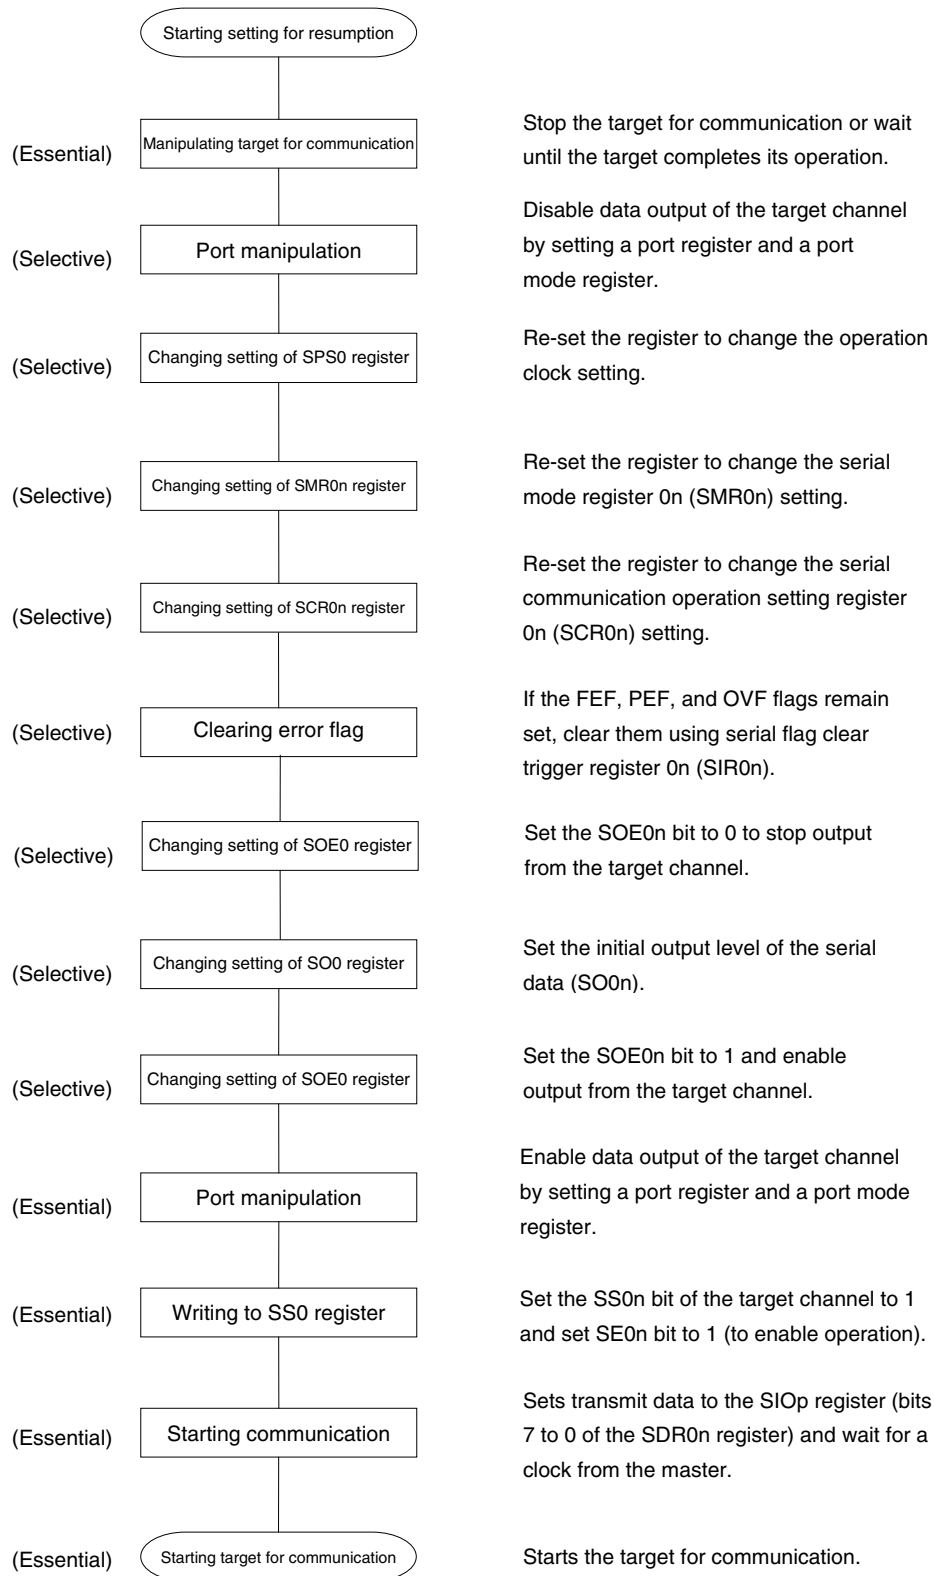 Starting setting for resumption
(Essential)
Manipulating target for communication
Stop the target for communication or wait
until the target completes its operation.
(Selective)
Port manipulation
Disable data output of the target channel
by setting a port register and a port
mode register.
(Selective)
Changing setting of SPS0 register
Re-set the register to change the operation
clock setting.
(Selective)
Changing setting of SMR0n register
Re-set the register to change the serial
mode register 0n (SMR0n) setting.
(Selective)
Changing setting of SCR0n register
Re-set the register to change the serial
communication operation setting register
0n (SCR0n) setting.
(Selective)
Clearing error flag
If the FEF, PEF, and OVF flags remain
set, clear them using serial flag clear
trigger register 0n (SIR0n).
(Selective)
Changing setting of SOE0 register
Set the SOE0n bit to 0 to stop output
from the target channel.
(Selective)
Changing setting of SO0 register
Set the initial output level of the serial
data (SO0n).
(Selective)
Changing setting of SOE0 register
Set the SOE0n bit to 1 and enable
output from the target channel.
(Essential)
Port manipulation
Enable data output of the target channel
by setting a port register and a port mode
register.
(Essential)
Writing to SS0 register
Set the SS0n bit of the target channel to 1
and set SE0n bit to 1 (to enable operation).
(Essential)
Starting communication
Sets transmit data to the SIOp register (bits
7 to 0 of the SDR0n register) and wait for a
clock from the master.
(Essential)
Starting target for communication
Starts the target for communication.